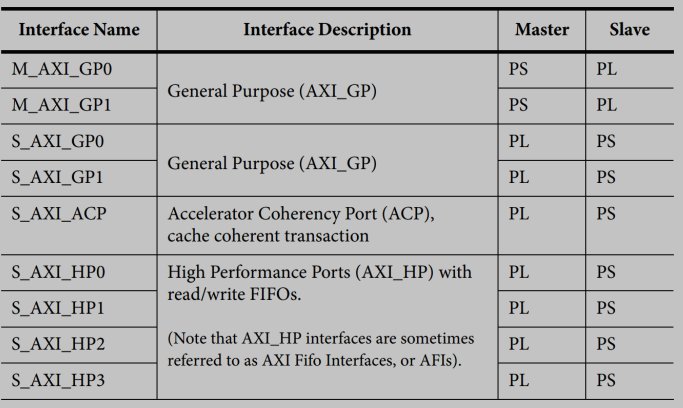 Interface Name Interface Description Master Slave
M_AXI_GP0 PS PL
General Purpose (AXI_GP)
M_AXI_GP1 PS PL
S_AXI_GP0 PL PS
General Purpose (AXI_GP)
S_AXI_GP1 PL PS
S_AXI_ACP Accelerator Coherency Port (ACP), PL PS
cache coherent transaction
S_AXI_HP0 High Performance Ports (AXI_HP) with PL PS
read/write FIFOs.
S_AXI_HP1 PL PS
S_AXI_HP2 (Note that AXI_HP interfaces are sometimes PL PS
referred to as AXI Fifo Interfaces, or AFIs).
S_AXI_HP3 PL PS